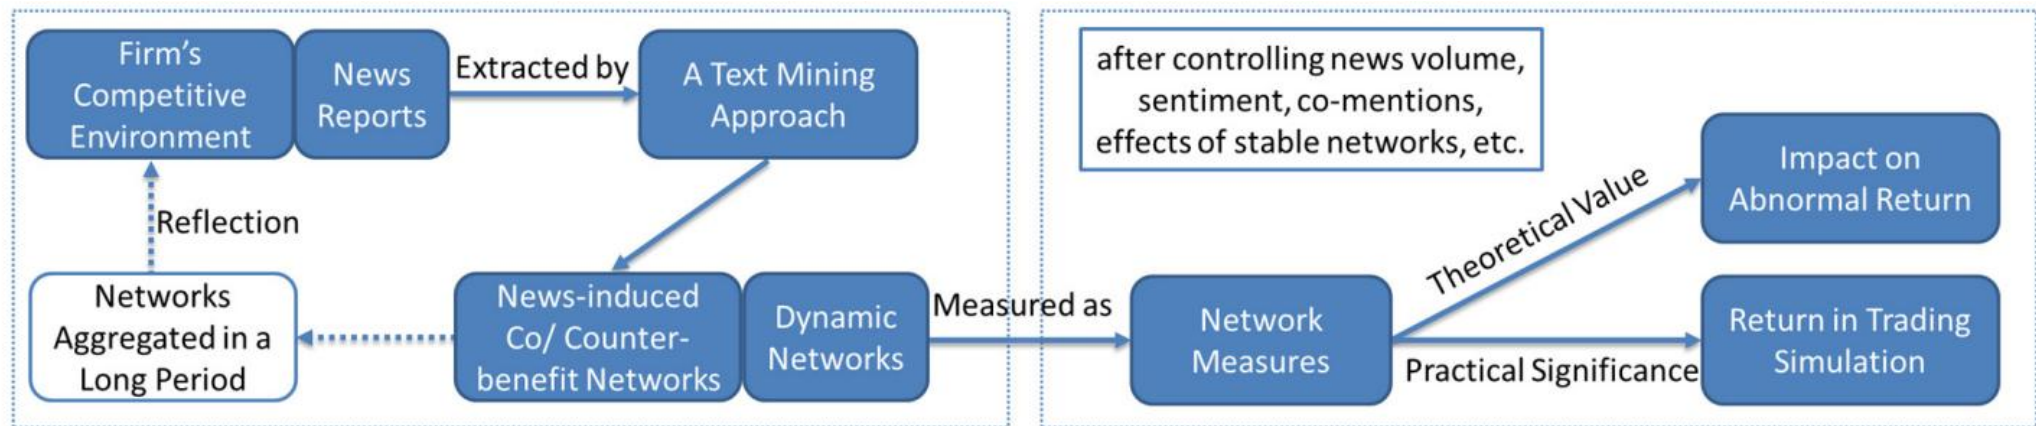 Firm's
Competitive
Environment
News
Reports
Extracted by
A Text Mining
Approach
Reflection
Networks
Aggregated in a
Long Period
News-induced
Co/ Counter-
benefit Networks
Dynamic
Networks
Measured as
after controlling news volume,
sentiment, co-mentions,
effects of stable networks, etc.
Network
Measures
Theoretical Value
Impact on
Abnormal Return
Practical Significance
Return in Trading
Simulation